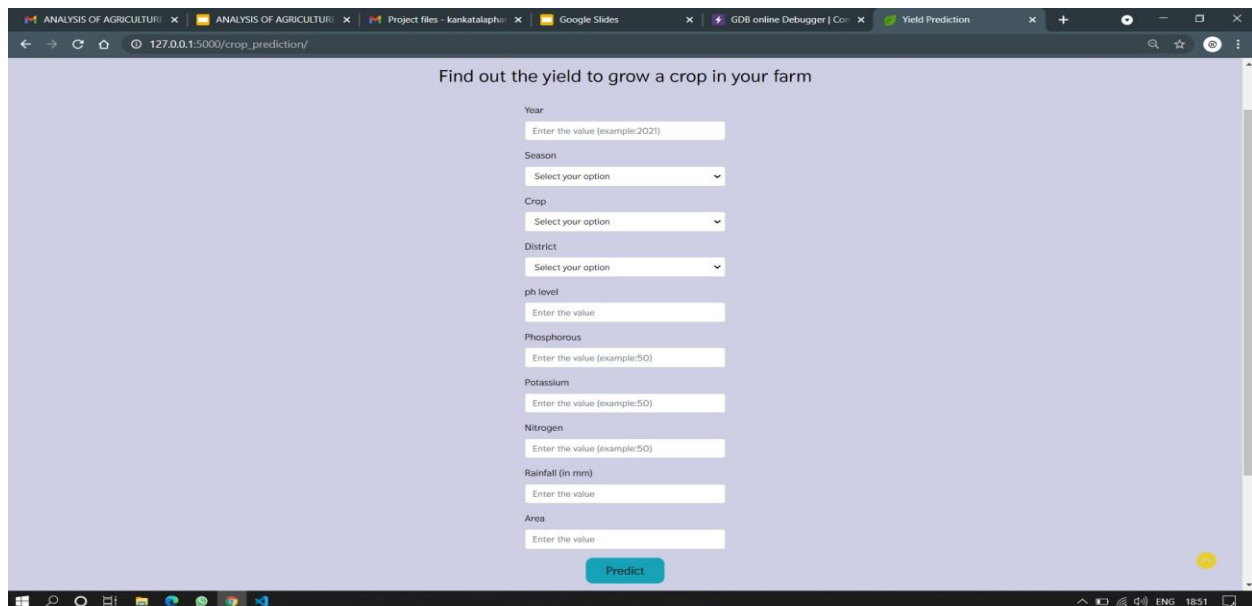 ANALYSIS OF AGRICULTURE
ANALYSIS OF AGRICULTURE
Project files - kankatalaphar
Google Slides
GDB online Debugger | Com
Yield Prediction
127.0.0.1:5000/crop_prediction/
Find out the yield to grow a crop in your farm
Year
Enter the value (example:2021)
Season
Select your option
Crop
Select your option
District
Select your option
ph level
Enter the value
Phosphorous
Enter the value (example:50)
Potassium
Enter the value (example:50)
Nitrogen
Enter the value (example:50)
Rainfall (in mm)
Enter the value
Area
Enter the value
Predict
ENG 18:51